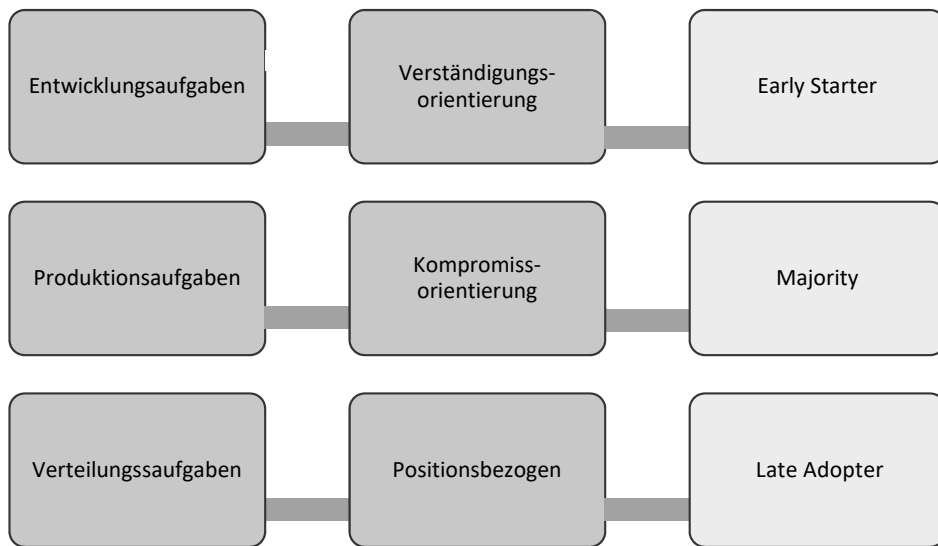 Entwicklungsaufgaben
Verständigungs-
orientierung
Early Starter
Produktionsaufgaben
Kompromiss-
orientierung
Majority
Verteilungssaufgaben
Positionsbezogen
Late Adopter